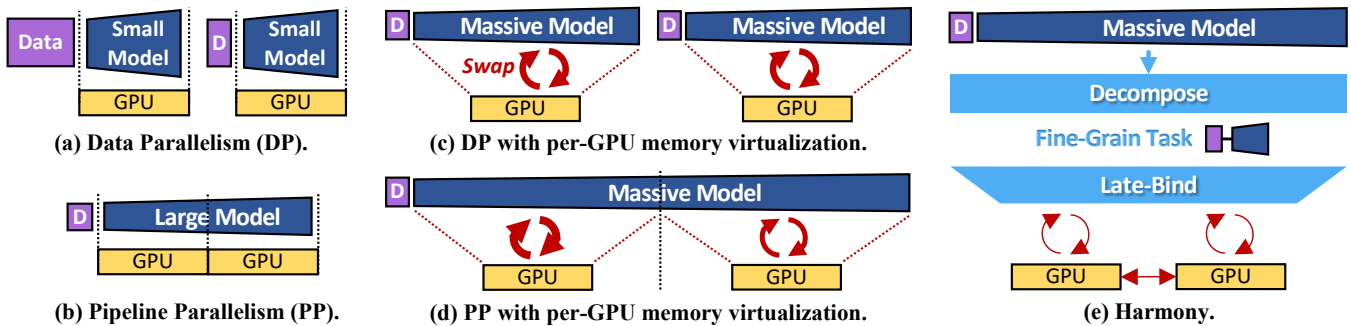 Data
Small
Model
GPU
D
Small
Model
GPU
(a) Data Parallelism (DP).
D
Large Model
GPU
GPU
(b) Pipeline Parallelism (PP).
D
Massive Model
Swap
GPU
D
Massive Model
GPU
(c) DP with per-GPU memory virtualization.
D
Massive Model
GPU
GPU
(d) PP with per-GPU memory virtualization.
D
Massive Model
Decompose
Fine-Grain Task
Late-Bind
GPU
GPU
(e) Harmony.